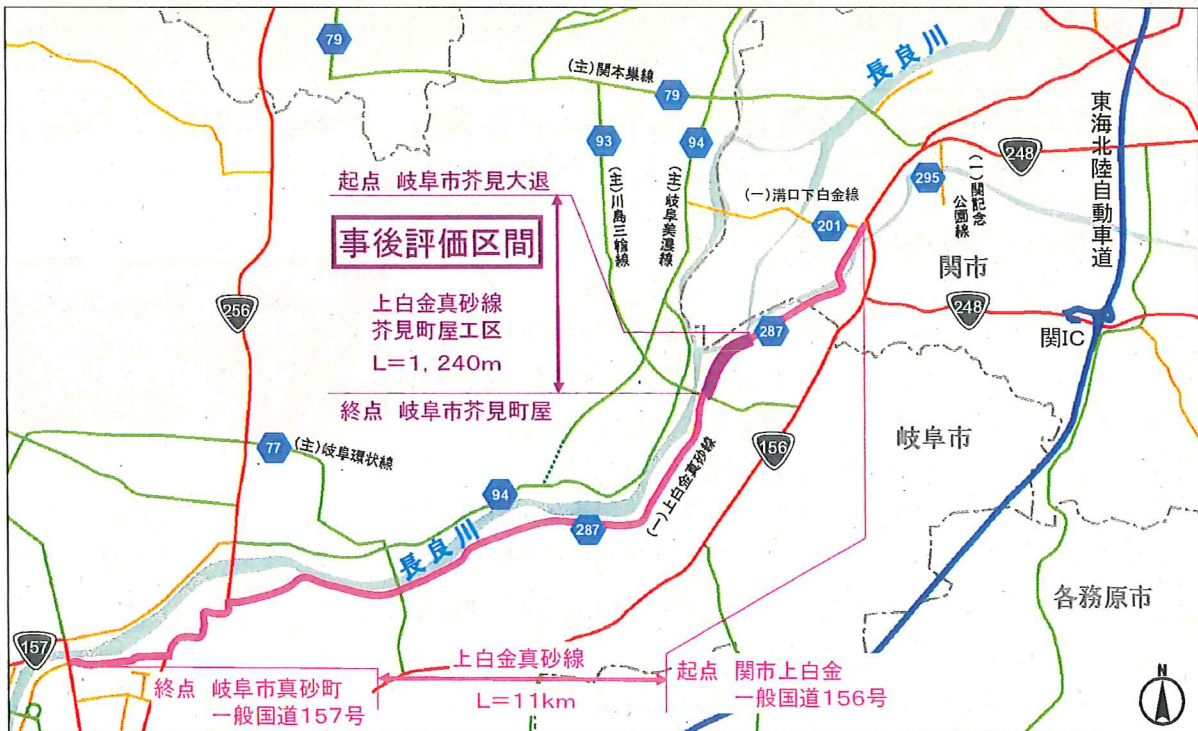 79
(主)関本巣線
79
長良川
93
94
(主)川島三輪線
(主)岐阜美濃線
(一)溝口下白金線
201
295
(一)関記念
公園線
248
東海北陸自動車道
関市
248
関IC
起点 岐阜市芥見大退
事後評価区間
上白金真砂線
芥見町屋工区
L=1,240m
終点 岐阜市芥見町屋
287
256
77
(主)岐阜環状線
156
岐阜市
94
287
(一)上白金真砂線
長良川
各務原市
157
終点 岐阜市真砂町
一般国道157号
上白金真砂線
L=11km
起点 関市上白金
一般国道156号
N